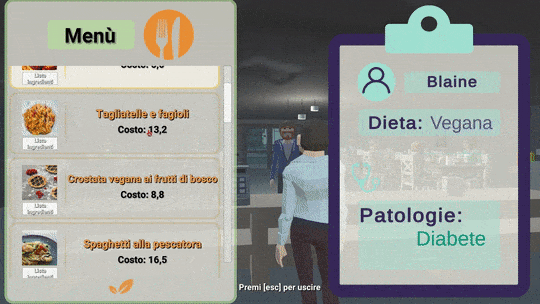 Menù
Costo: 6,6
Lista
Ingredienti
Tagliatelle e fagioli
Costo: 13,2
Lista
Ingredienti
Crostata vegana ai frutti di bosco
Costo: 8,8
Lista
Ingredienti
Spaghetti alla pescatora
Costo: 16,5
Lista
Premi [esc] per uscire
Blaine
Dieta: Vegana
Patologie:
Diabete